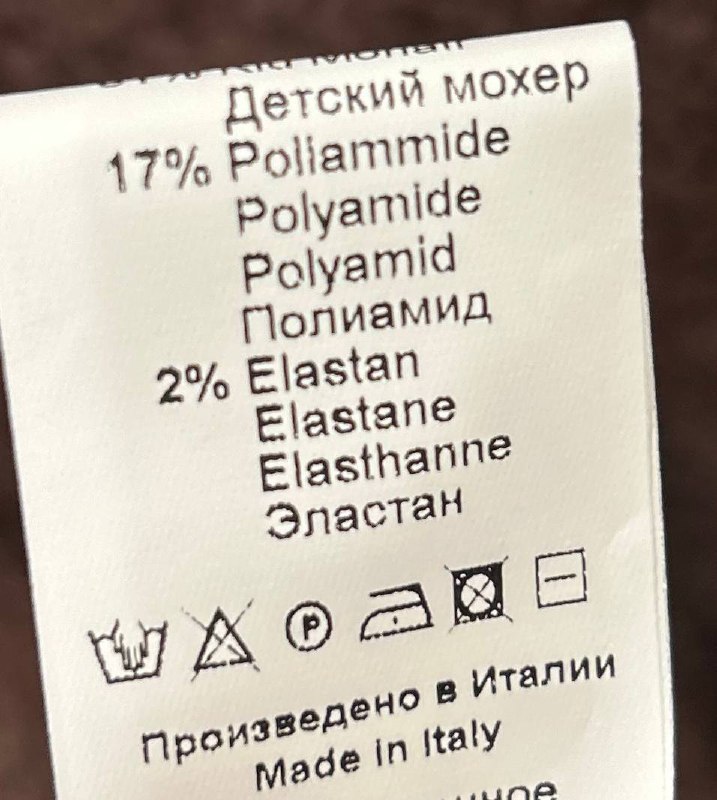 Детский мохер
17% Poliammide
Polyamide
Polyamid
Полиамид
2% Elastan
Elastane
Elasthanne
Эластан
P
Произведено в Италии
Made in Italy